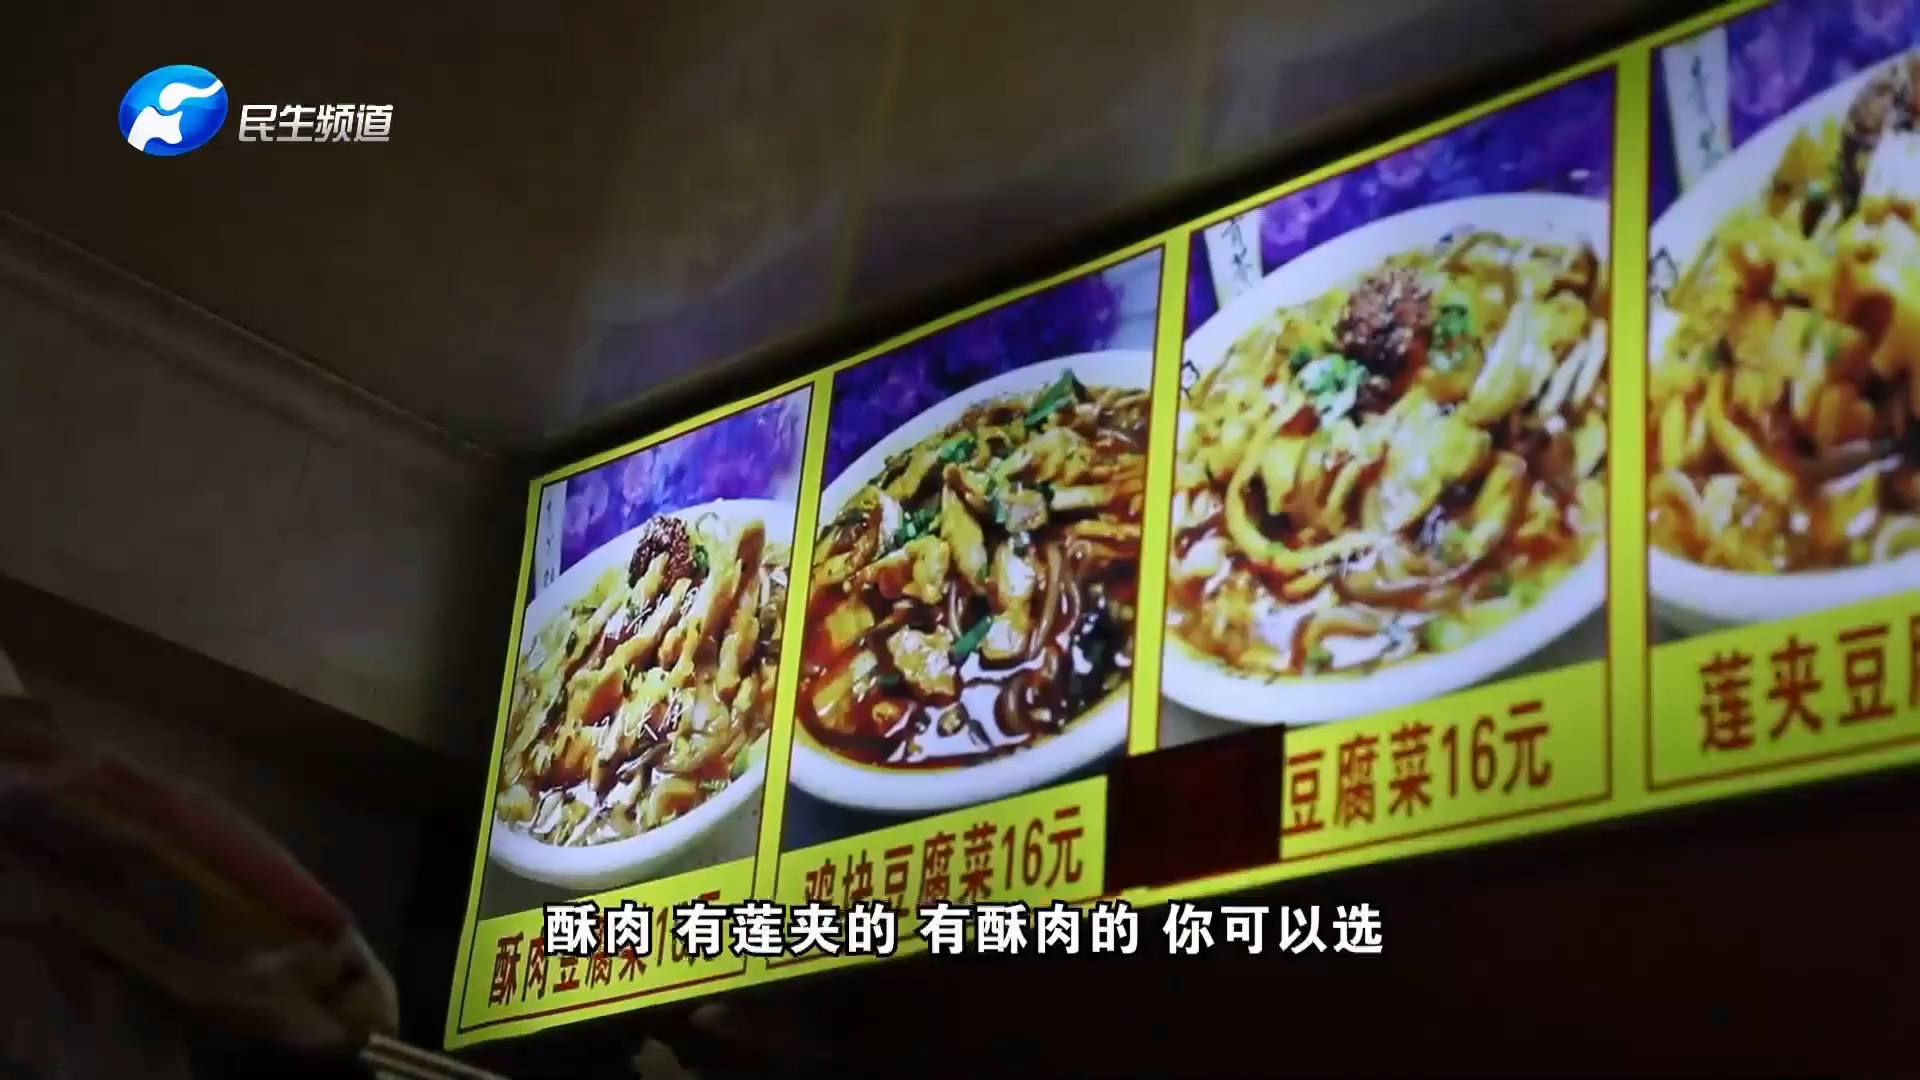 民生频道
酥肉豆腐菜
鸡块豆腐菜16元
豆腐菜16元
莲夹豆
酥肉 有莲夹的 有酥肉的 你可以选